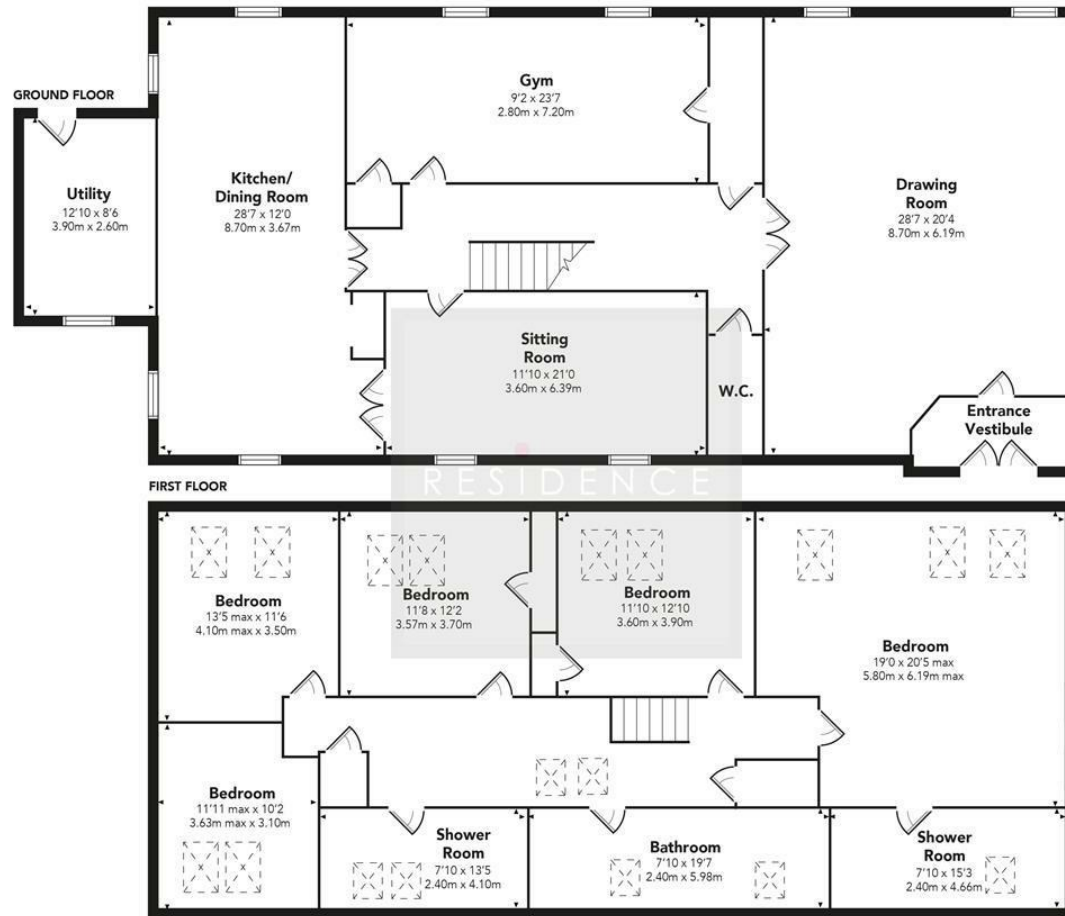 GROUND FLOOR
Utility
12'10 x 8'6
3.90m x 2.60m
Kitchen/
Dining Room
28'7 x 12'0
8.70m x 3.67m
Gym
9'2 x 23'7
2.80m x 7.20m
Drawing
Room
28'7 x 20'4
8.70m x 6.19m
Sitting
Room
11'10 x 21'0
3.60m x 6.39m
W.C.
Entrance
Vestibule
RESIDENCE
FIRST FLOOR
Bedroom
13'5 max x 11'6
4.10m max x 3.50m
Bedroom
11'8 x 12'2
3.57m x 3.70m
Bedroom
11'10 x 12'10
3.60m x 3.90m
Bedroom
19'0 x 20'5 max
5.80m x 6.19m max
Bedroom
11'11 max x 10'2
3.63m max x 3.10m
Shower
Room
7'10 x 13'5
2.40m x 4.10m
Bathroom
7'10 x 19'7
2.40m x 5.98m
Shower
Room
7'10 x 15'3
2.40m x 4.66m